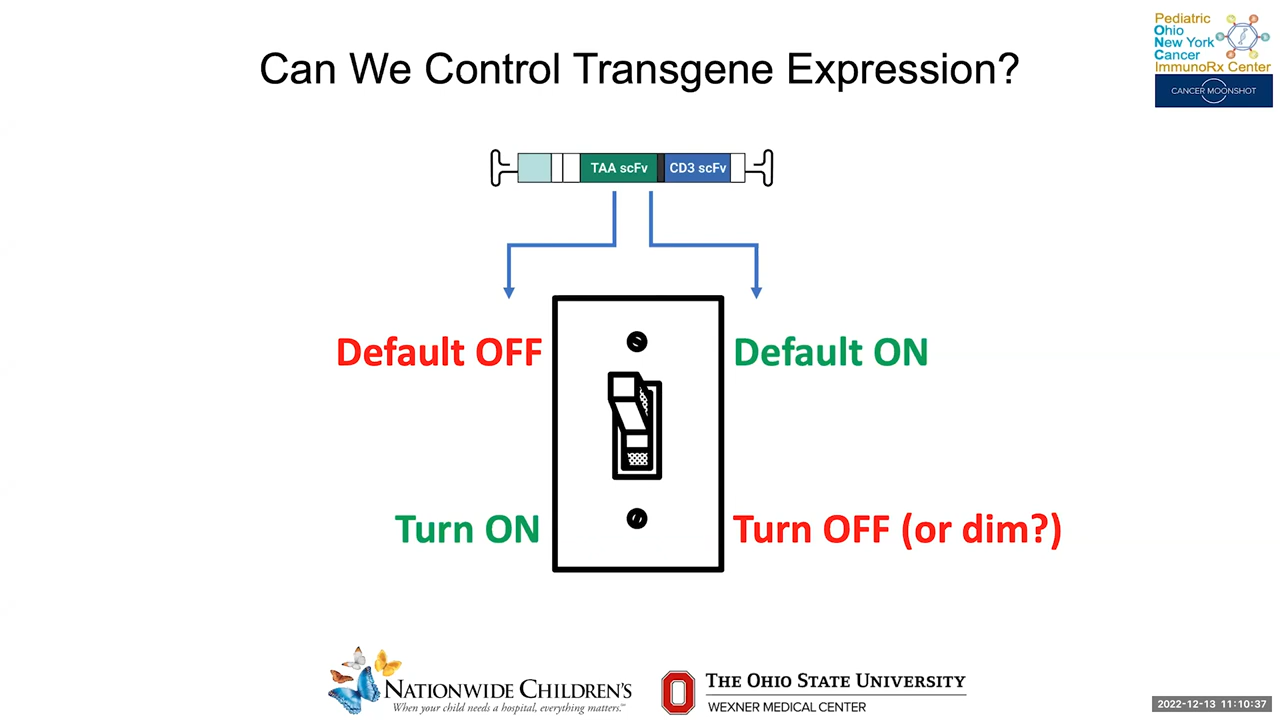 Can We Control Transgene Expression?
Pediatric
Ohio
New York
Cancer
ImmunoRx Center
CANCER MOONSHOT
TAA scFv
CD3 scFv
Default OFF
Default ON
Turn ON
Turn OFF (or dim?)
NATIONWIDE CHILDREN'S
When your child needs a hospital, everything matters.℠
THE OHIO STATE UNIVERSITY
WEXNER MEDICAL CENTER
2022-12-13 11:10:37